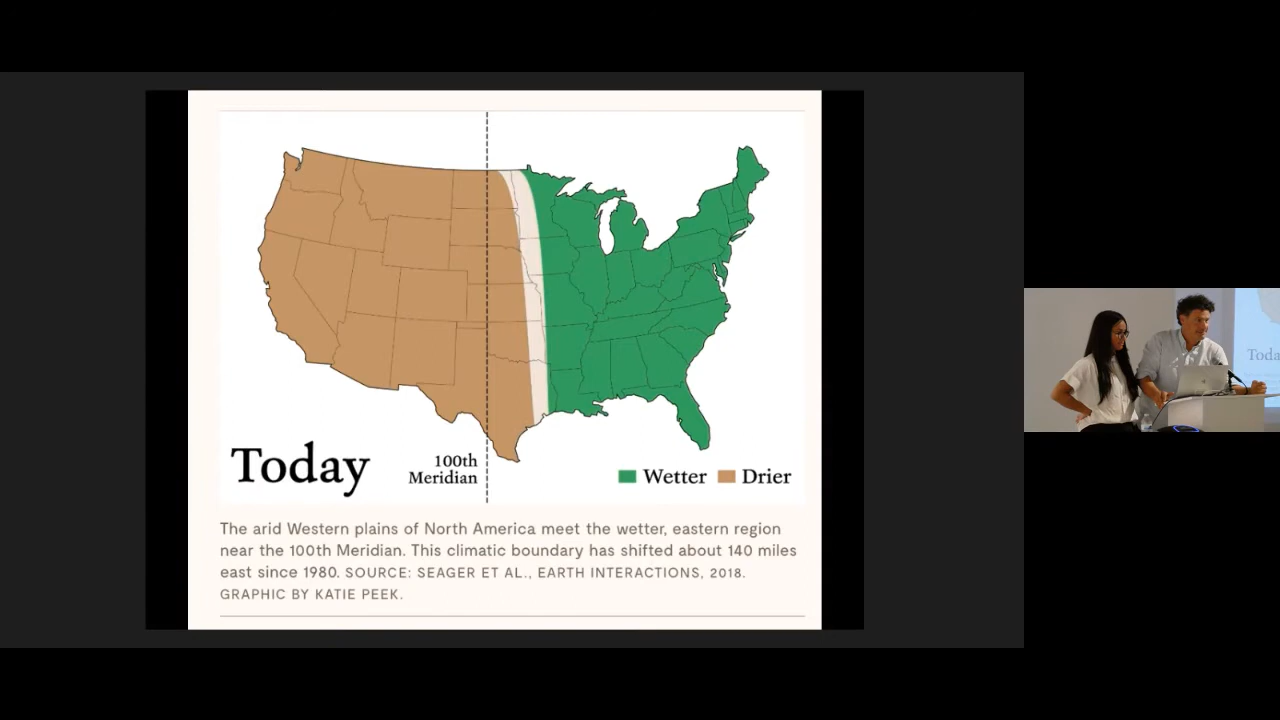 Today
100th
Meridian
Wetter
Drier
The arid Western plains of North America meet the wetter, eastern region
near the 100th Meridian. This climatic boundary has shifted about 140 miles
east since 1980. SOURCE: SEAGER ET AL., EARTH INTERACTIONS, 2018.
GRAPHIC BY KATIE PEEK.
Toda